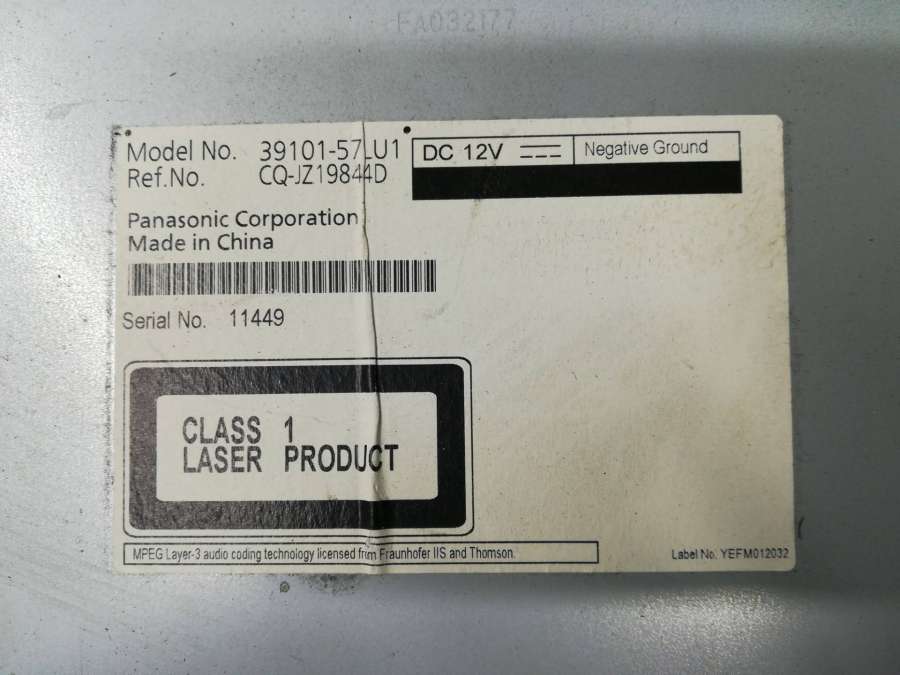 FA032177
Model No. 39101-57LU1
Ref.No. CQ-JZ19844D
DC 12V
Negative Ground
Panasonic Corporation
Made in China
Serial No. 11449
CLASS 1
LASER PRODUCT
MPEG Layer-3 audio coding technology licensed from Fraunhofer IIS and Thomson.
Label No. YEFM012032